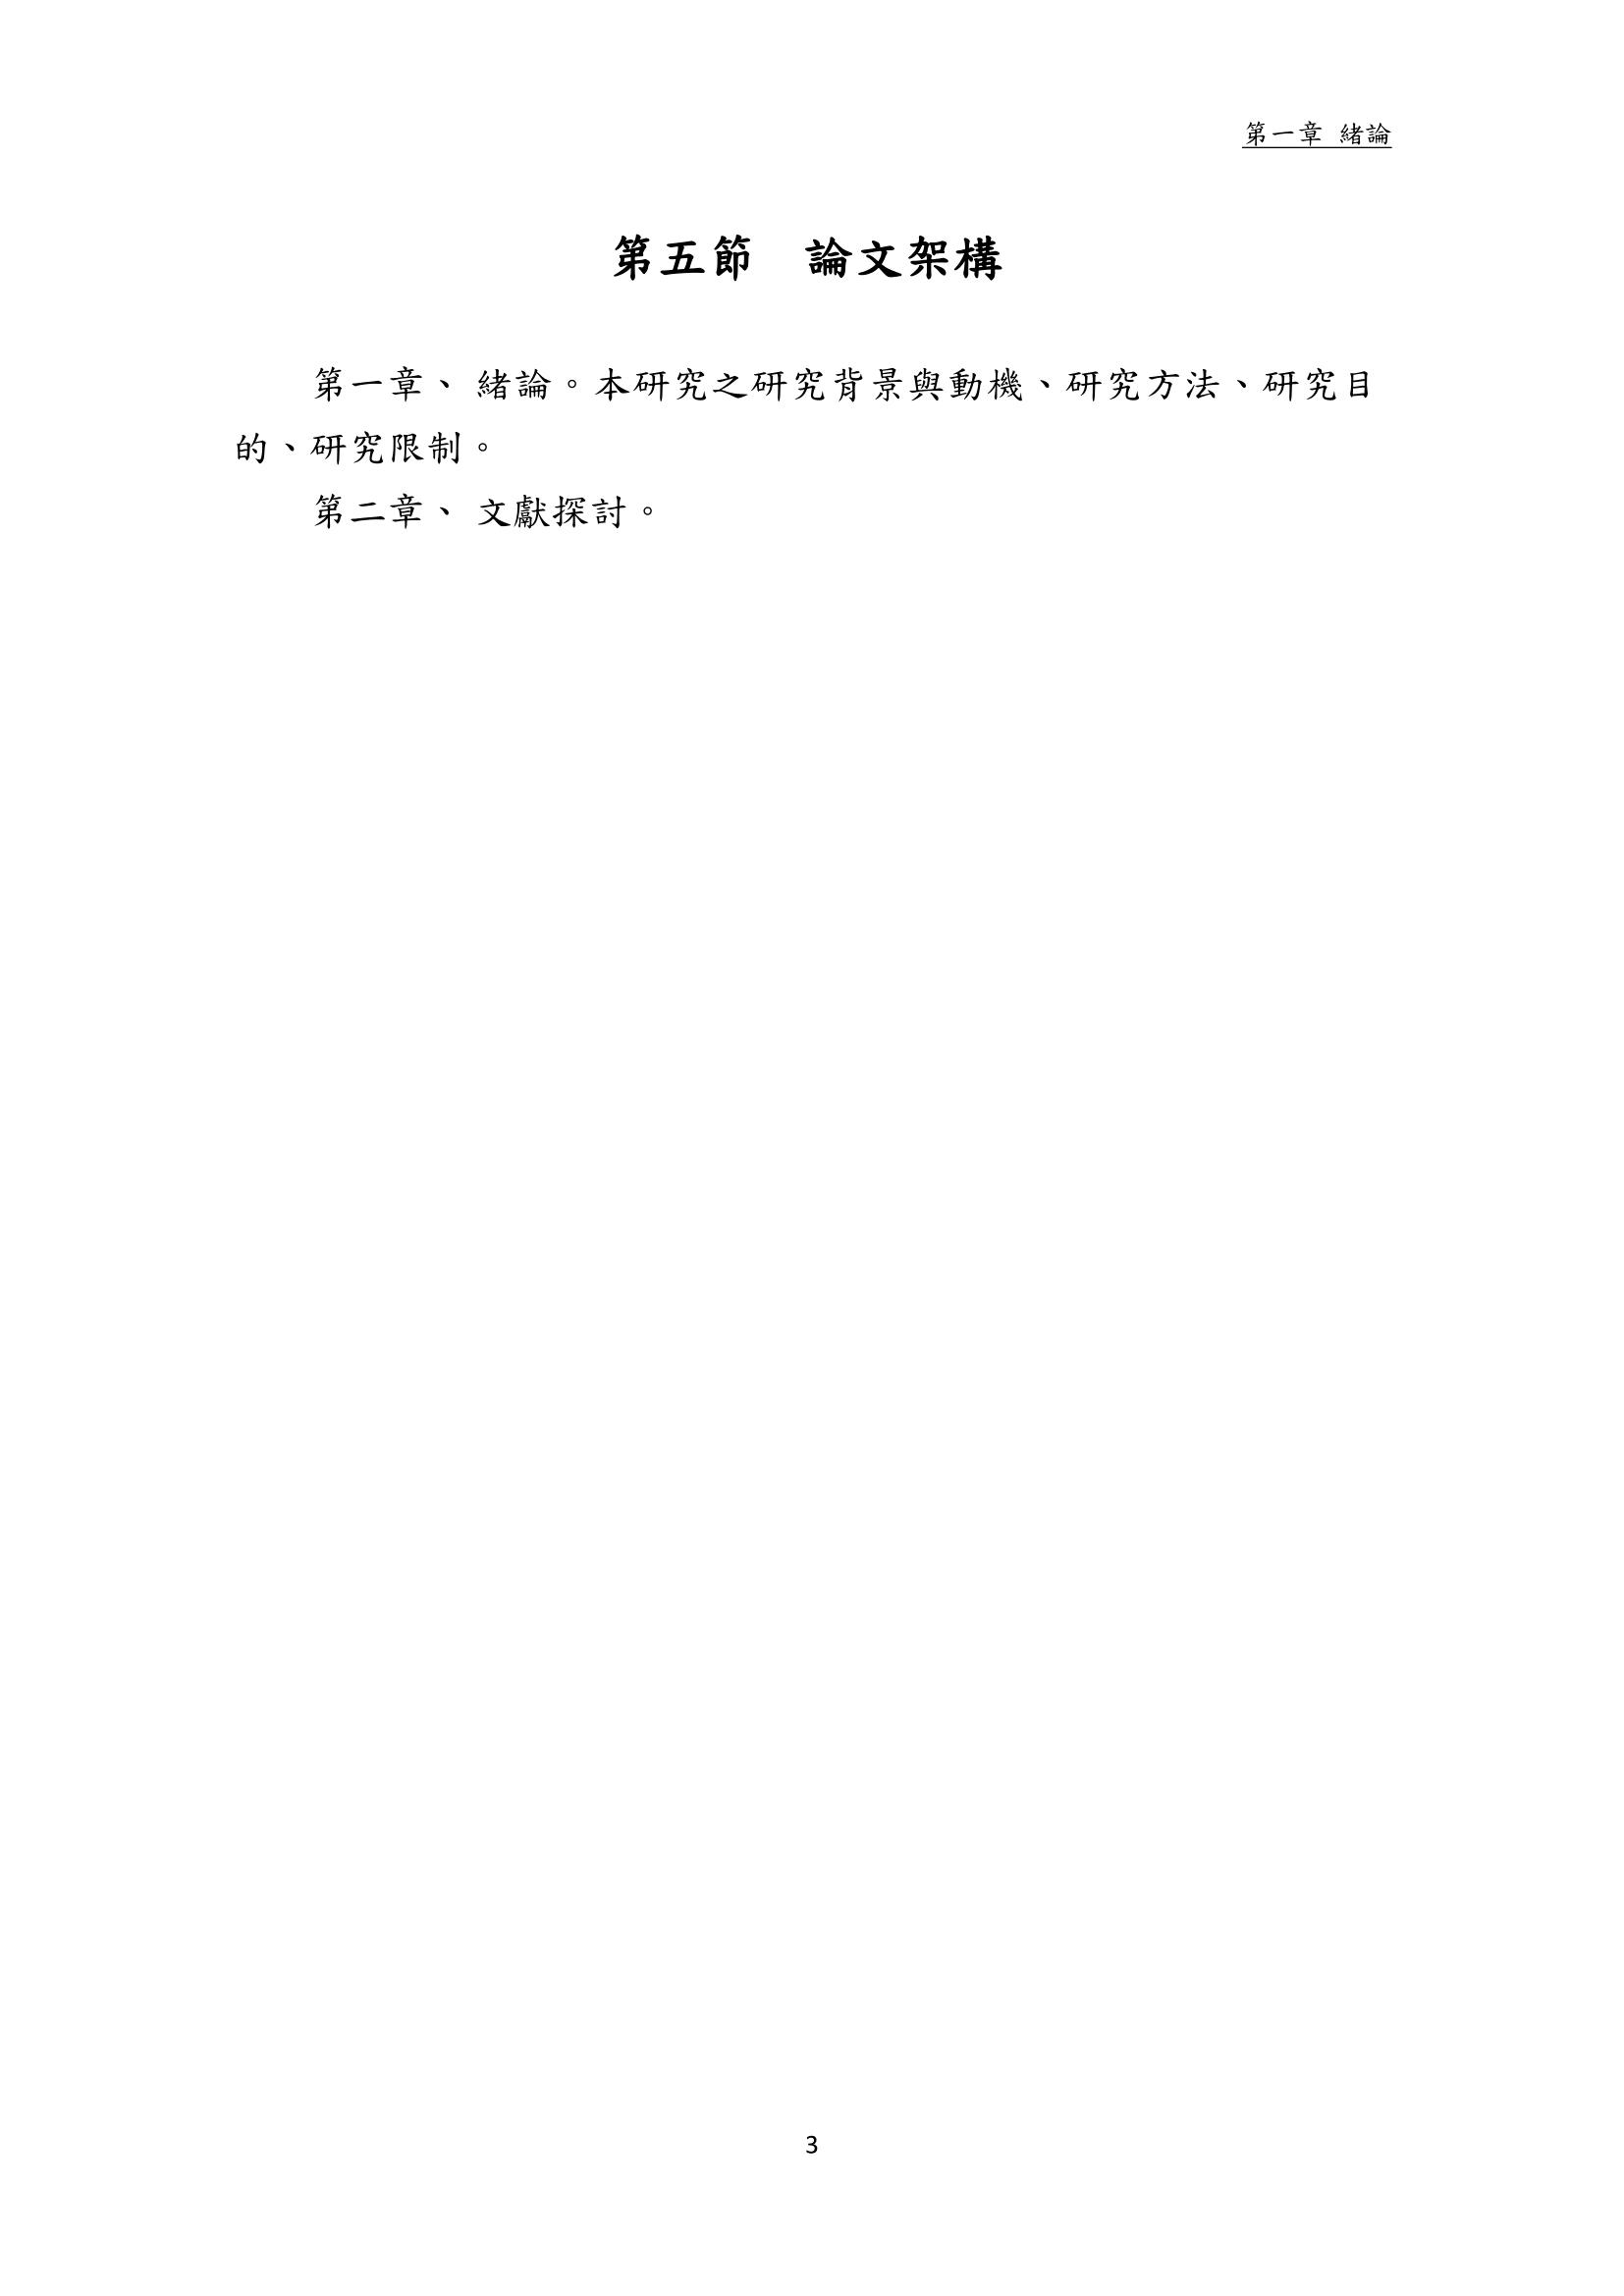 第一章 緒論
第五節　論文架構
第一章、 緒論。本研究之研究背景與動機、研究方法、研究目
的、研究限制。
第二章、 文獻探討。
3